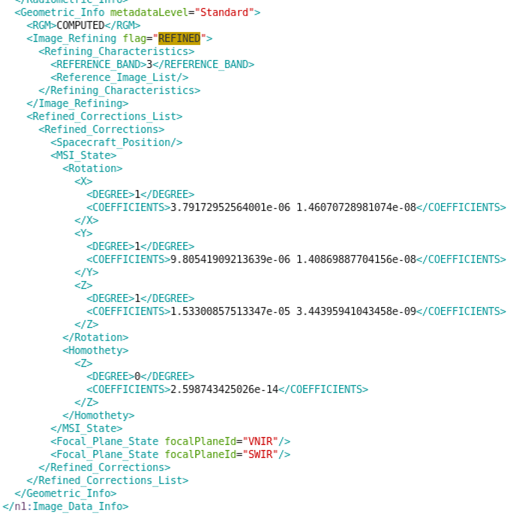 </Radiometric_Info>
<Geometric_Info metadataLevel="Standard">
<RGM>COMPUTED</RGM>
<Image_Refining flag="REFINED">
<Refining_Characteristics>
<REFERENCE_BAND>3</REFERENCE_BAND>
<Reference_Image_List/>
</Refining_Characteristics>
</Image_Refining>
<Refined_Corrections_List>
<Refined_Corrections>
<Spacecraft_Position/>
<MSI_State>
<Rotation>
<X>
<DEGREE>1</DEGREE>
<COEFFICIENTS>3.79172952564001e-06 1.46070728981074e-08</COEFFICIENTS>
</X>
<Y>
<DEGREE>1</DEGREE>
<COEFFICIENTS>9.80541909213639e-06 1.40869887704156e-08</COEFFICIENTS>
</Y>
<Z>
<DEGREE>1</DEGREE>
<COEFFICIENTS>1.53300857513347e-05 3.44395941043458e-09</COEFFICIENTS>
</Z>
</Rotation>
<Homothety>
<Z>
<DEGREE>0</DEGREE>
<COEFFICIENTS>2.598743425026e-14</COEFFICIENTS>
</Z>
</Homothety>
</MSI_State>
<Focal_Plane_State focalPlaneId="VNIR"/>
<Focal_Plane_State focalPlaneId="SWIR"/>
</Refined_Corrections>
</Refined_Corrections_List>
</Geometric_Info>
</n1:Image_Data_Info>